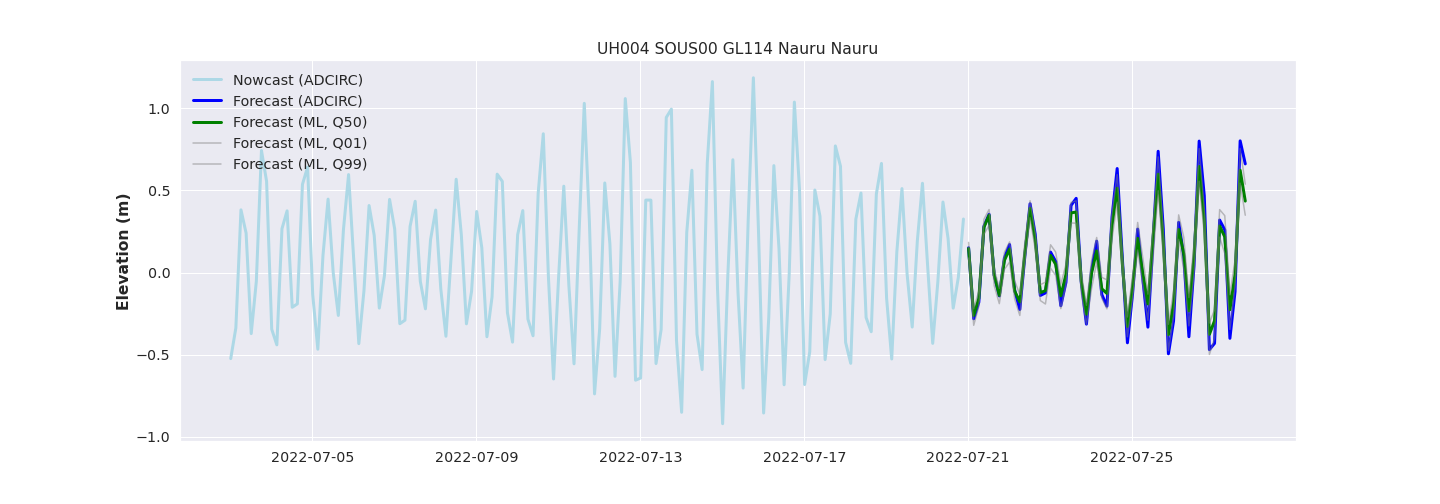 UH004 SOUS00 GL114 Nauru Nauru
Nowcast (ADCIRC)
Forecast (ADCIRC)
Forecast (ML, Q50)
Forecast (ML, Q01)
Forecast (ML, Q99)
Elevation (m)
1.0
0.5
0.0
−0.5
−1.0
2022-07-05 2022-07-09 2022-07-13 2022-07-17 2022-07-21 2022-07-25